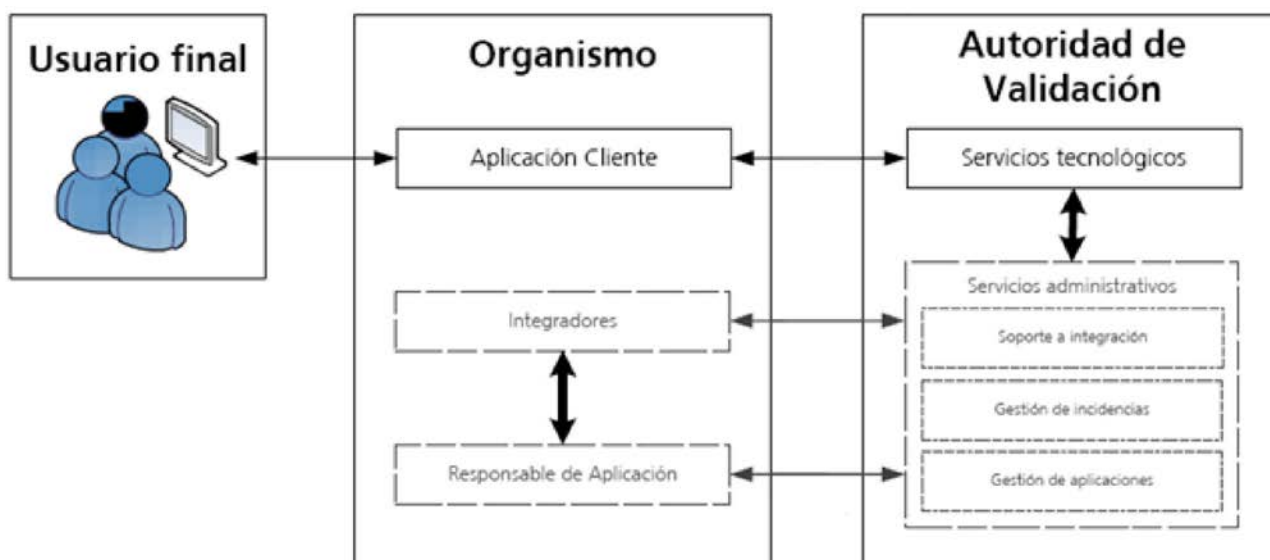 Usuario final
Organismo
Autoridad de
Validación
Aplicación Cliente
Servicios tecnológicos
Servicios administrativos
Integradores
Soporte a integración
Gestión de incidencias
Responsable de Aplicación
Gestión de aplicaciones